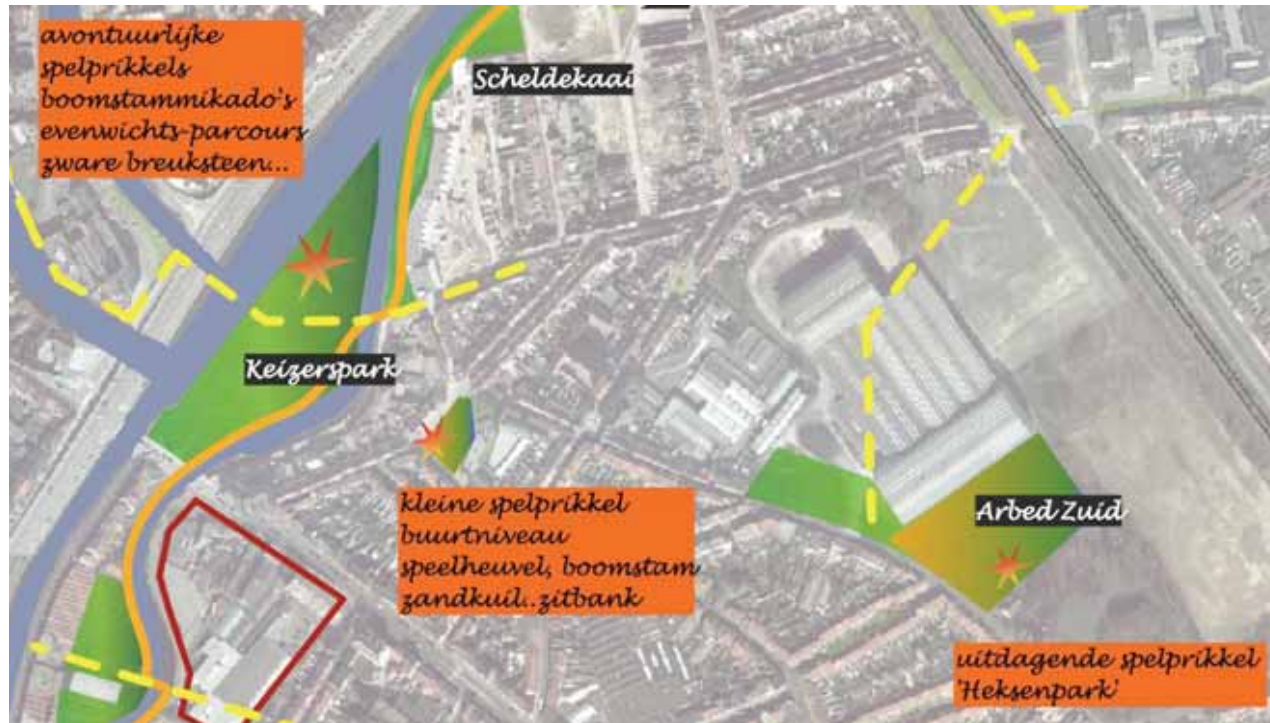 avontuurlijke
spelprikkels
boomstammikado's
evenwichts-parcours
zware breuksteen...
Scheldekaai
Keizerspark
kleine spelprikkel
buurtniveau
speelheuvel, boomstam
zandkuil..zitbank
Arbed Zuid
uitdagende spelprikkel
'Heksenpark'